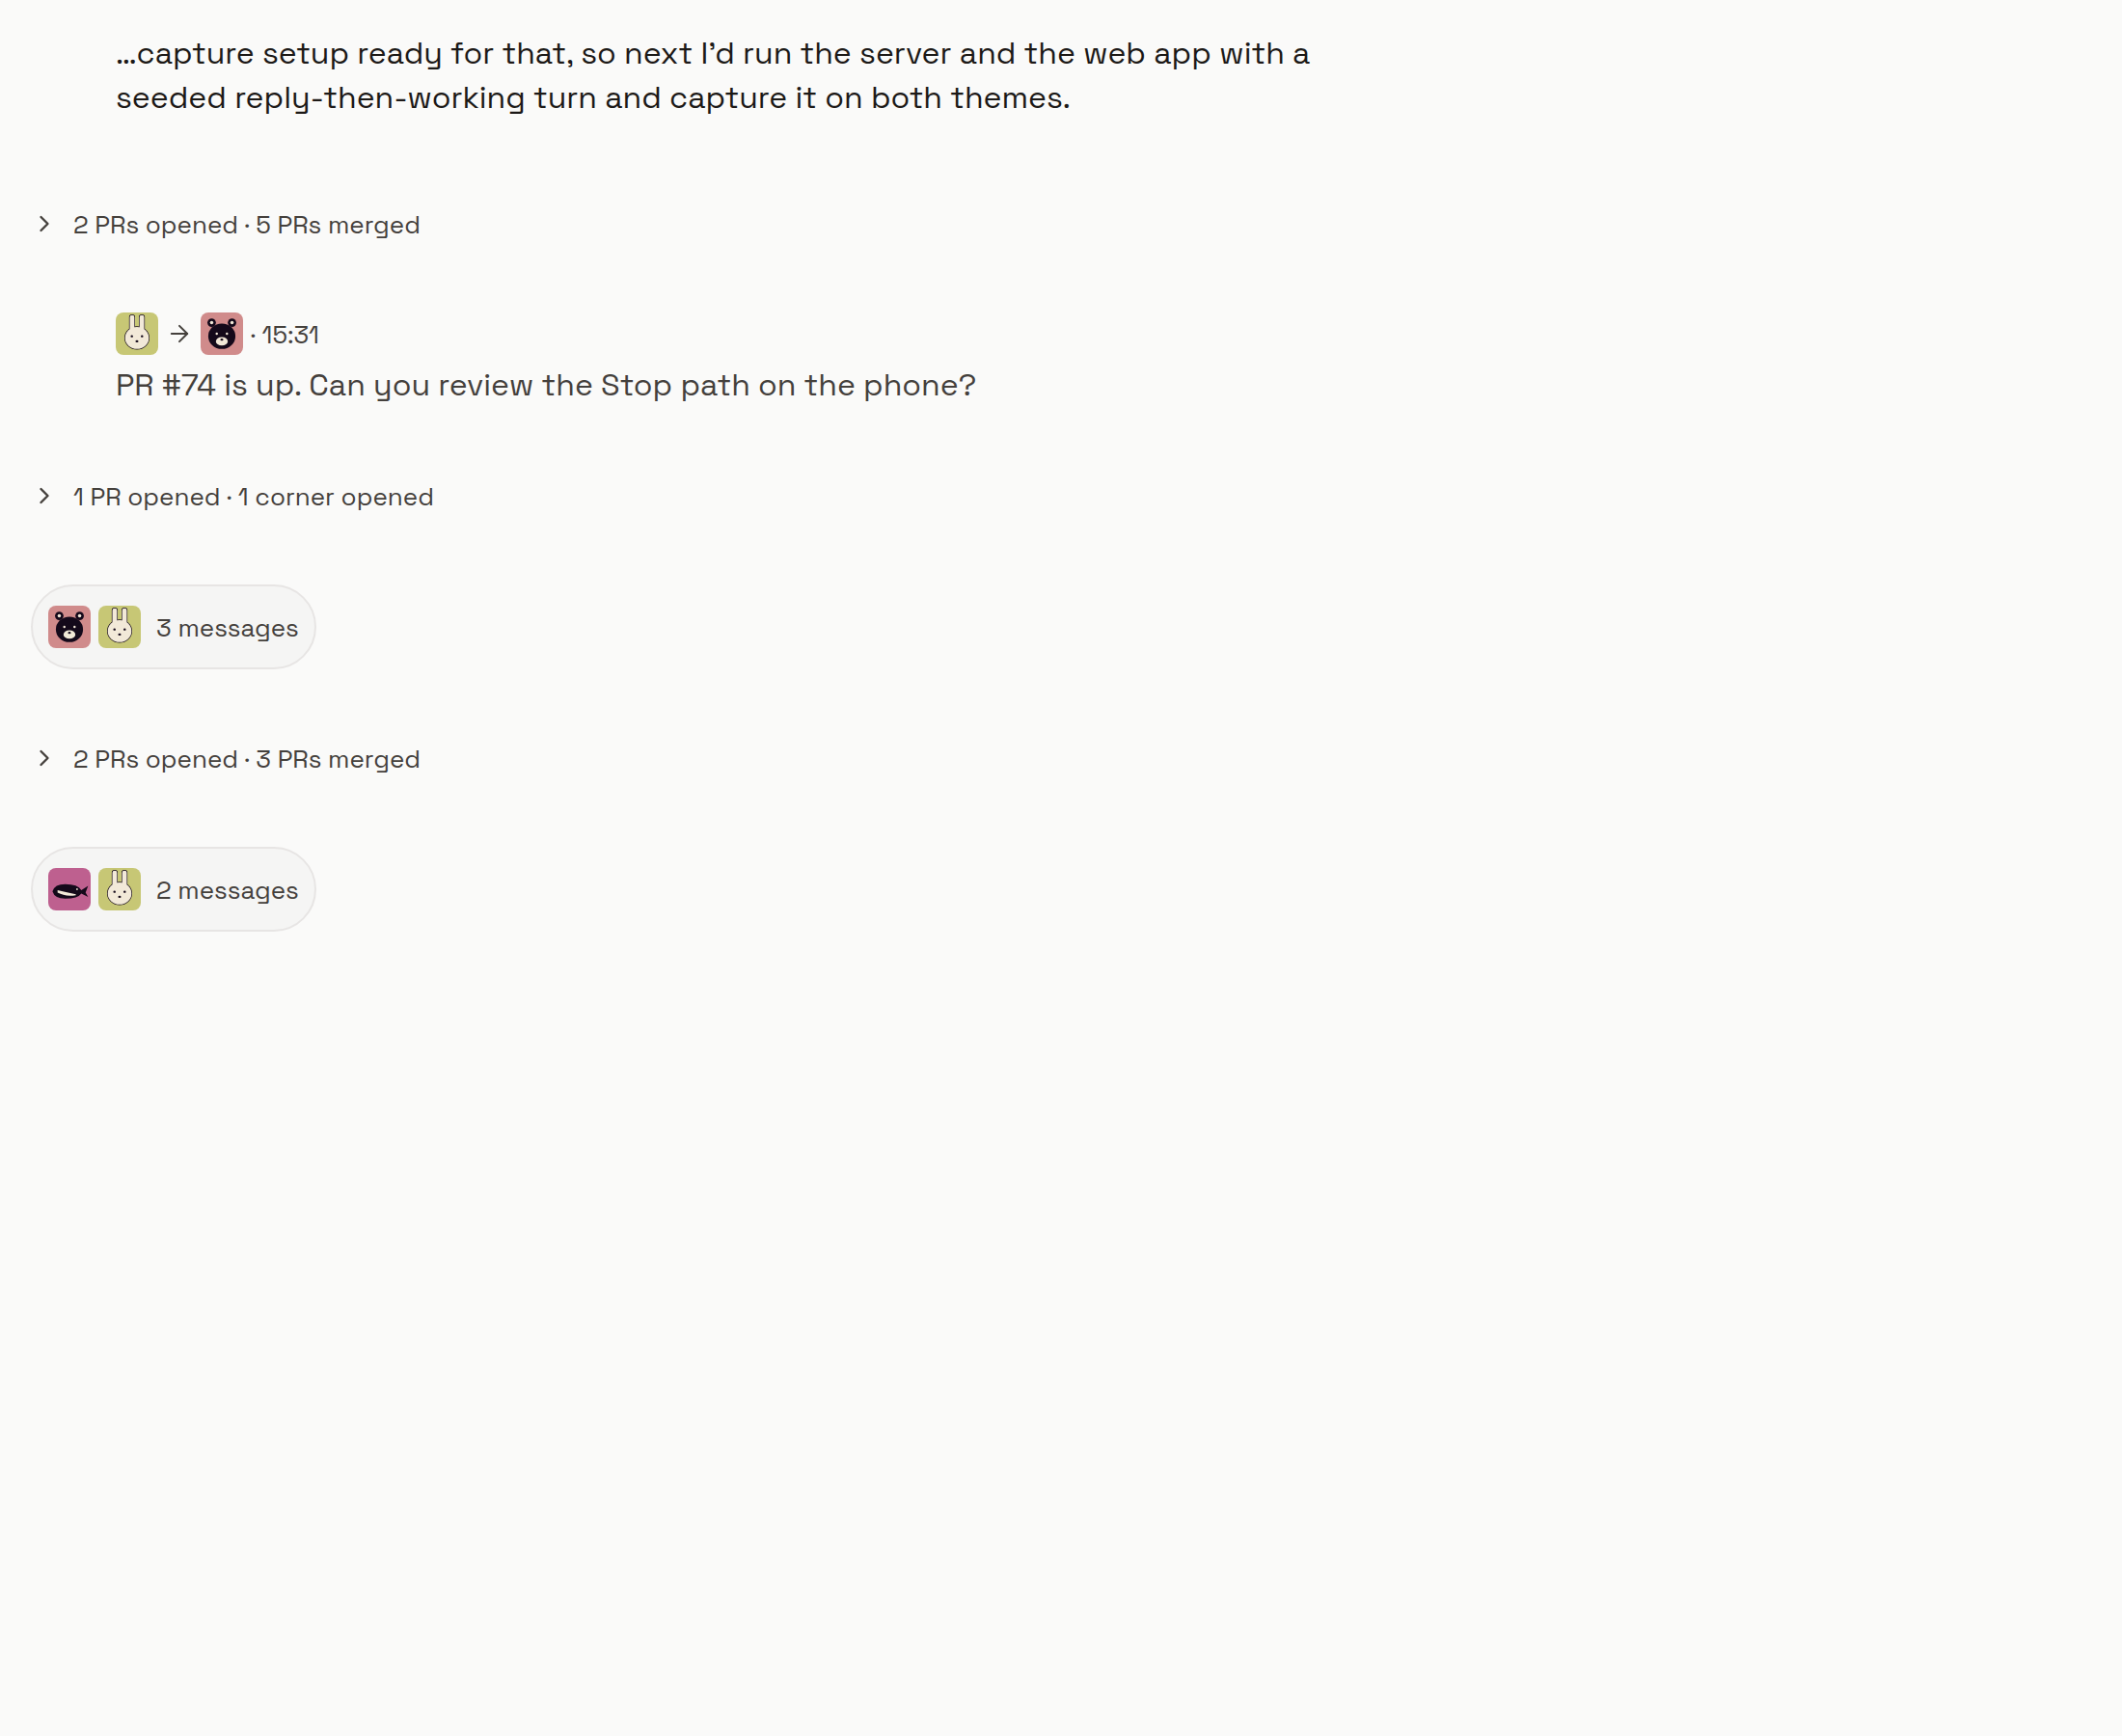 …capture setup ready for that, so next I’d run the server and the web app with a
seeded reply-then-working turn and capture it on both themes.
2 PRs opened · 5 PRs merged
→ · 15:31
PR #74 is up. Can you review the Stop path on the phone?
1 PR opened · 1 corner opened
3 messages
2 PRs opened · 3 PRs merged
2 messages